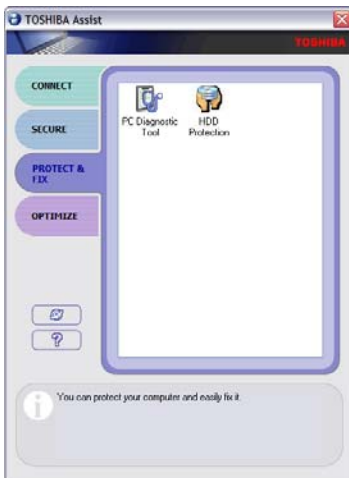 TOSHIBA Assist
TOSHIBA
CONNECT
SECURE
PROTECT &
FIX
OPTIMIZE
PC Diagnostic
Tool
HDD
Protection
?
i
You can protect your computer and easily fix it.